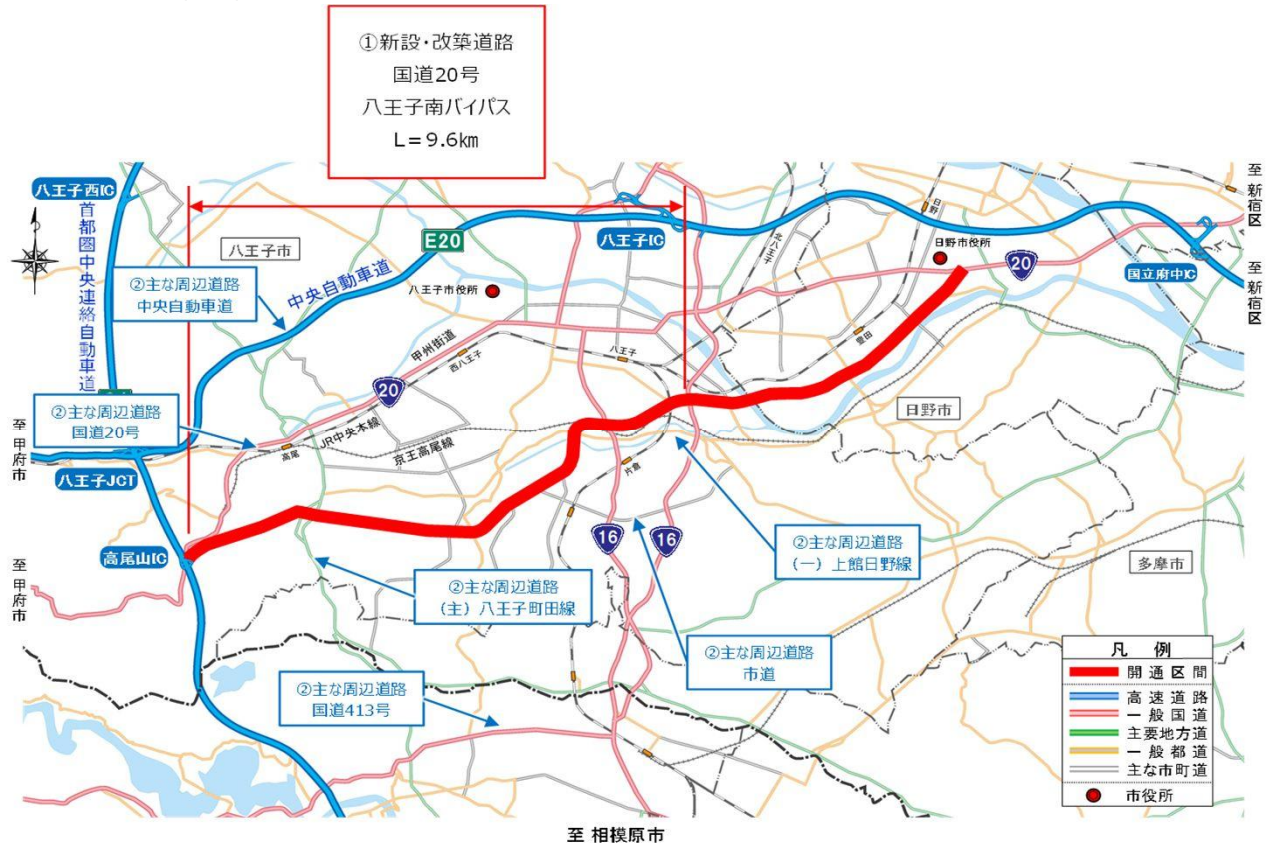 ①新設・改築道路
国道20号
八王子南バイパス
L=9.6km
八王子西IC
首都圏中央連絡自動車道
八王子市
E20
八王子IC
北八王子
日野
日野市役所
20
国立府中IC
至 新宿区
至 新宿区
②主な周辺道路
中央自動車道
中央自動車道
八王子市役所
甲州街道
西八王子
八王子
豊田
20
②主な周辺道路
国道20号
JR中央本線
高尾
京王高尾線
日野市
至 甲府市
八王子JCT
片倉
高尾山IC
至 甲府市
16
16
②主な周辺道路
(一)上館日野線
多摩市
②主な周辺道路
(主)八王子町田線
②主な周辺道路
市道
②主な周辺道路
国道413号
凡例
開通区間
高速道路
一般国道
主要地方道
一般都道
主な市町道
市役所
至 相模原市